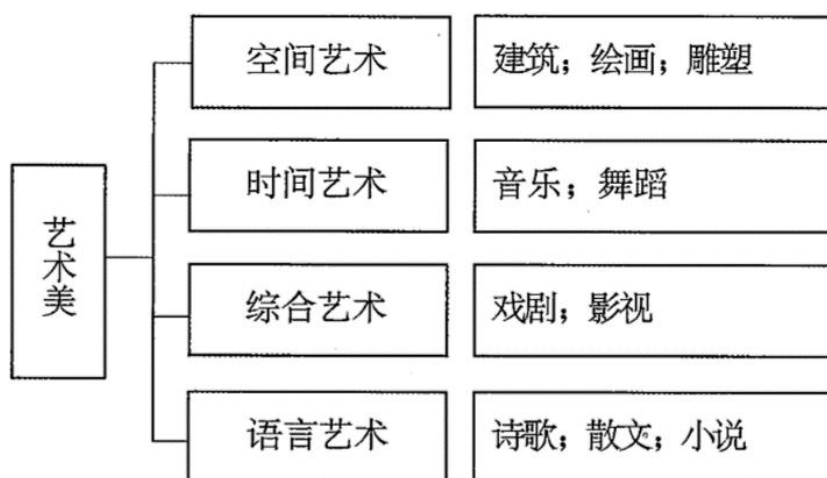 空间艺术 建筑；绘画；雕塑
时间艺术 音乐；舞蹈
艺术美
综合艺术 戏剧；影视
语言艺术 诗歌；散文。小说